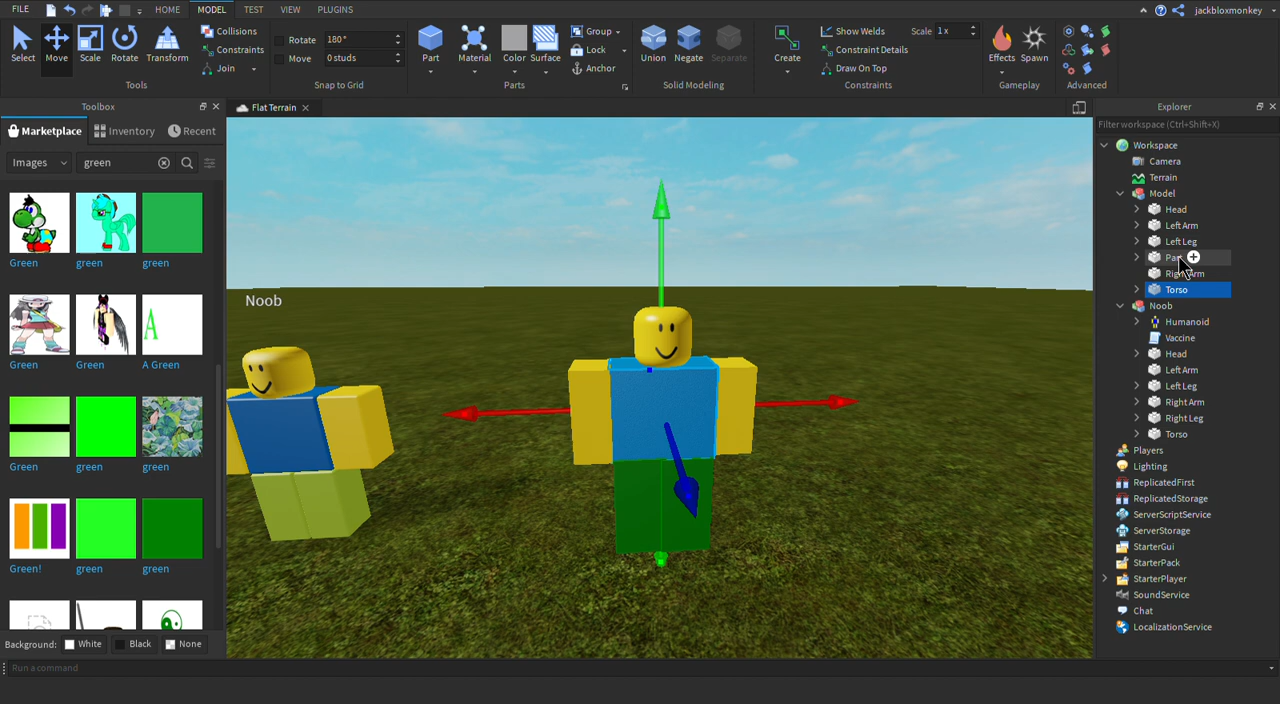 FILE HOME MODEL TEST VIEW PLUGINS jackbloxmonkey
Select Move Scale Rotate Transform
Collisions
Constraints
Join
Tools
Rotate 180°
Move 0 studs
Snap to Grid
Part Material Color Surface
Group
Lock
Anchor
Parts
Union Negate Separate
Solid Modeling
Create
Show Welds Scale 1 x
Constraint Details
Draw On Top
Constraints
Effects Spawn
Gameplay
Advanced
Toolbox
Marketplace Inventory Recent
Images green
Green green green
Green Green A Green
A
Green green green
Green! green green
Background: White Black None
Run a command
Flat Terrain
Noob
Explorer
Filter workspace (Ctrl+Shift+X)
Workspace
Camera
Terrain
Model
Head
Left Arm
Left Leg
Part
Right Arm
Torso
Noob
Humanoid
Vaccine
Head
Left Arm
Left Leg
Right Arm
Right Leg
Torso
Players
Lighting
ReplicatedFirst
ReplicatedStorage
ServerScriptService
ServerStorage
StarterGui
StarterPack
StarterPlayer
SoundService
Chat
LocalizationService